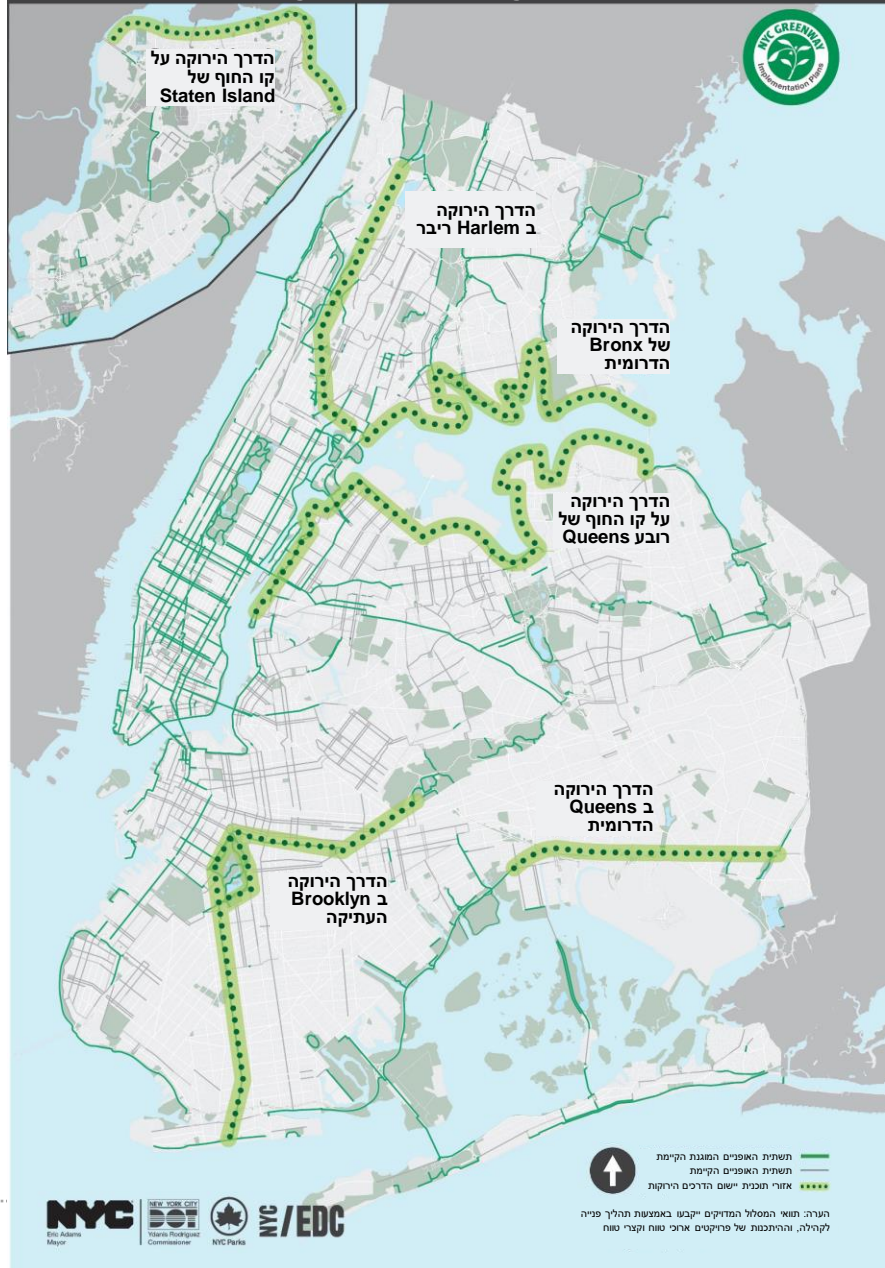 הדרך הירוקה על
קו החוף של
Staten Island
NYC GREENWAY
Implementation Plans
הדרך הירוקה
ב Harlem ריבר
הדרך הירוקה
של Bronx
הדרומית
הדרך הירוקה
על קו החוף של
רובע Queens
הדרך הירוקה
ב Queens
הדרומית
הדרך הירוקה
ב Brooklyn
העתיקה
תשתית האופניים המוגנת הקיימת
תשתית האופניים הקיימת
אזורי תוכנית יישום הדרכים הירוקות
הערה: תוואי המסלול המדויקים ייקבעו באמצעות תהליך פנייה
לקהילה, וההיתכנות של פרויקטים ארוכי טווח וקצרי טווח
NYC
Eric Adams
Mayor
NEW YORK CITY
DOT
Ydanis Rodriguez
Commissioner
NYC Parks
NYC/EDC